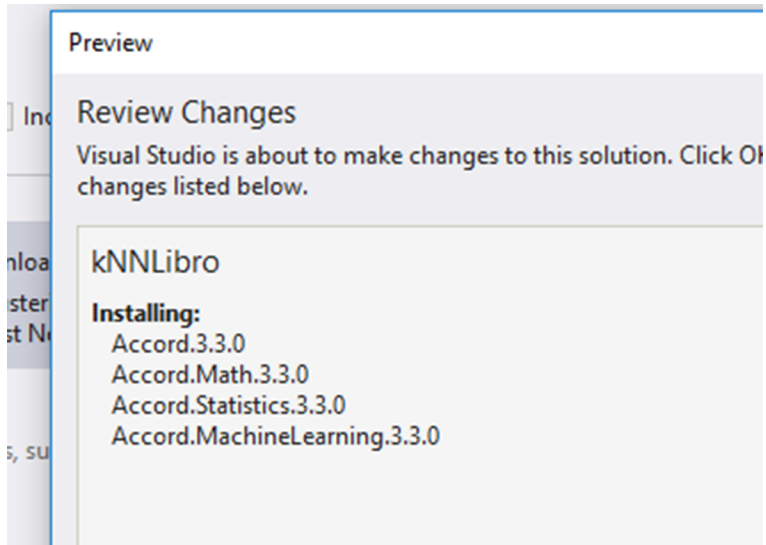 Preview
Review Changes
Visual Studio is about to make changes to this solution. Click OK
changes listed below.
kNNLibro
Installing:
Accord.3.3.0
Accord.Math.3.3.0
Accord.Statistics.3.3.0
Accord.MachineLearning.3.3.0